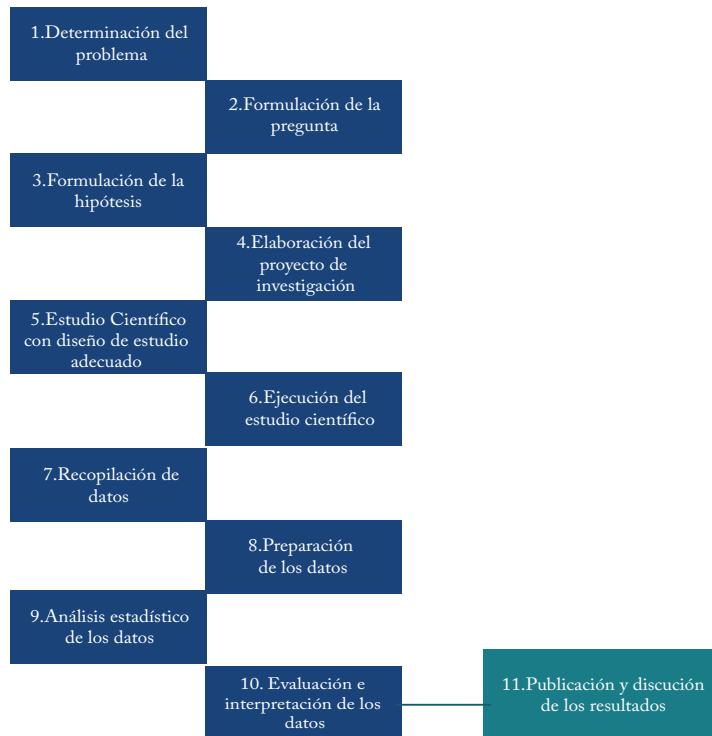 1.Determinación del
problema
2.Formulación de la
pregunta
3.Formulación de la
hipótesis
4.Elaboración del
proyecto de
investigación
5.Estudio Científico
con diseño de estudio
adecuado
6.Ejecución del
estudio científico
7.Recopilación de
datos
8.Preparación
de los datos
9.Análisis estadístico
de los datos
10. Evaluación e
interpretación de los
datos
11.Publicación y discución
de los resultados